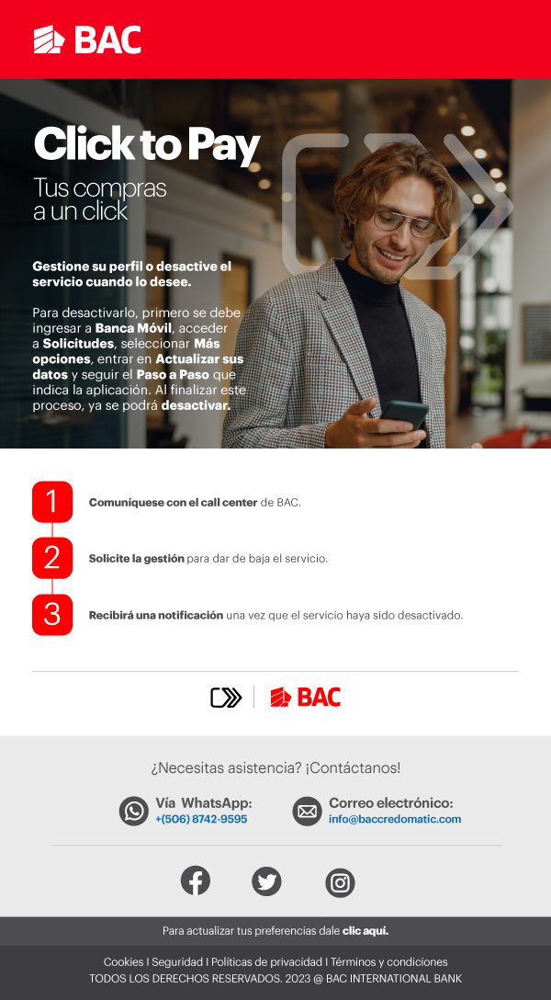 BAC
Click to Pay
Tus compras
a un click
Gestione su perfil o desactive el
servicio cuando lo desee.
Para desactivarlo, primero se debe
ingresar a Banca Móvil, acceder
a Solicitudes, seleccionar Más
opciones, entrar en Actualizar sus
datos y seguir el Paso a Paso que
indica la aplicación. Al finalizar este
proceso, ya se podrá desactivar.
1 Comuníquese con el call center de BAC.
2 Solicite la gestión para dar de baja el servicio.
3 Recibirá una notificación una vez que el servicio haya sido desactivado.
BAC
¿Necesitas asistencia? ¡Contáctanos!
Vía WhatsApp: Correo electrónico:
+(506) 8742-9595 info@baccredomatic.com
Para actualizar tus preferencias dale clic aquí.
Cookies I Seguridad I Políticas de privacidad I Términos y condiciones
TODOS LOS DERECHOS RESERVADOS. 2023 @ BAC INTERNATIONAL BANK